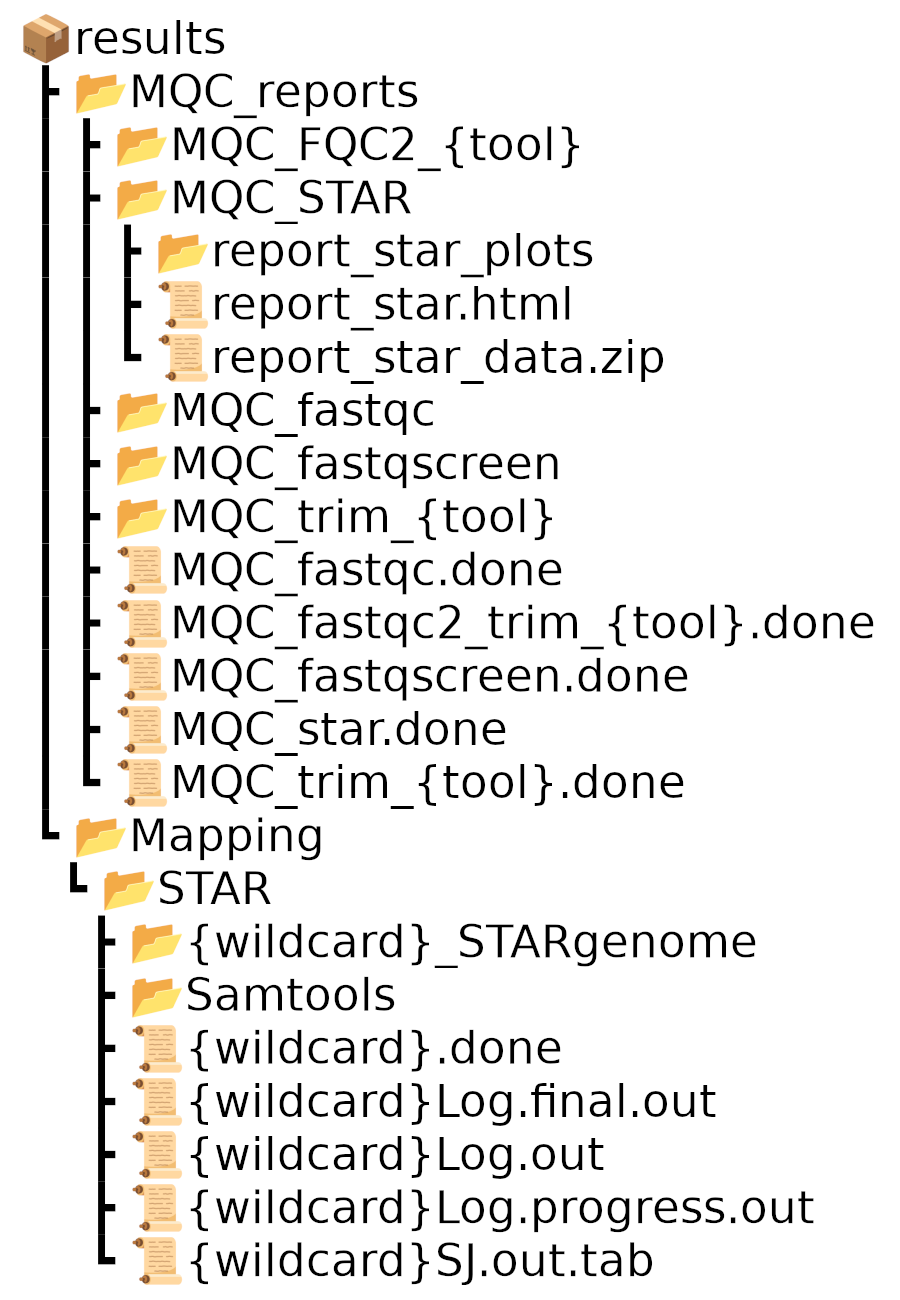 results
MQC_reports
MQC_FQC2_{tool}
MQC_STAR
report_star_plots
report_star.html
report_star_data.zip
MQC_fastqc
MQC_fastqscreen
MQC_trim_{tool}
MQC_fastqc.done
MQC_fastqc2_trim_{tool}.done
MQC_fastqscreen.done
MQC_star.done
MQC_trim_{tool}.done
Mapping
STAR
{wildcard}_STARgenome
Samtools
{wildcard}.done
{wildcard}Log.final.out
{wildcard}Log.out
{wildcard}Log.progress.out
{wildcard}SJ.out.tab